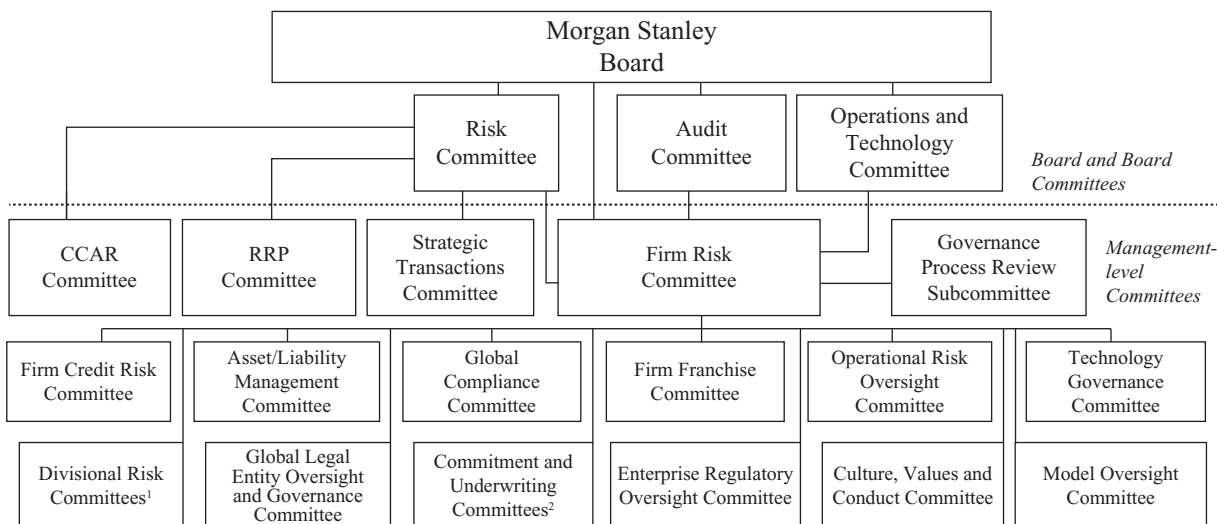 Morgan Stanley
Board
Risk
Committee
Audit
Committee
Operations and
Technology
Committee
Board and Board
Committees
CCAR
Committee
RRP
Committee
Strategic
Transactions
Committee
Firm Risk
Committee
Governance
Process Review
Subcommittee
Management-
level
Committees
Firm Credit Risk
Committee
Asset/Liability
Management
Committee
Global
Compliance
Committee
Firm Franchise
Committee
Operational Risk
Oversight
Committee
Technology
Governance
Committee
Divisional Risk
Committees¹
Global Legal
Entity Oversight
and Governance
Committee
Commitment and
Underwriting
Committees²
Enterprise Regulatory
Oversight Committee
Culture, Values and
Conduct Committee
Model Oversight
Committee